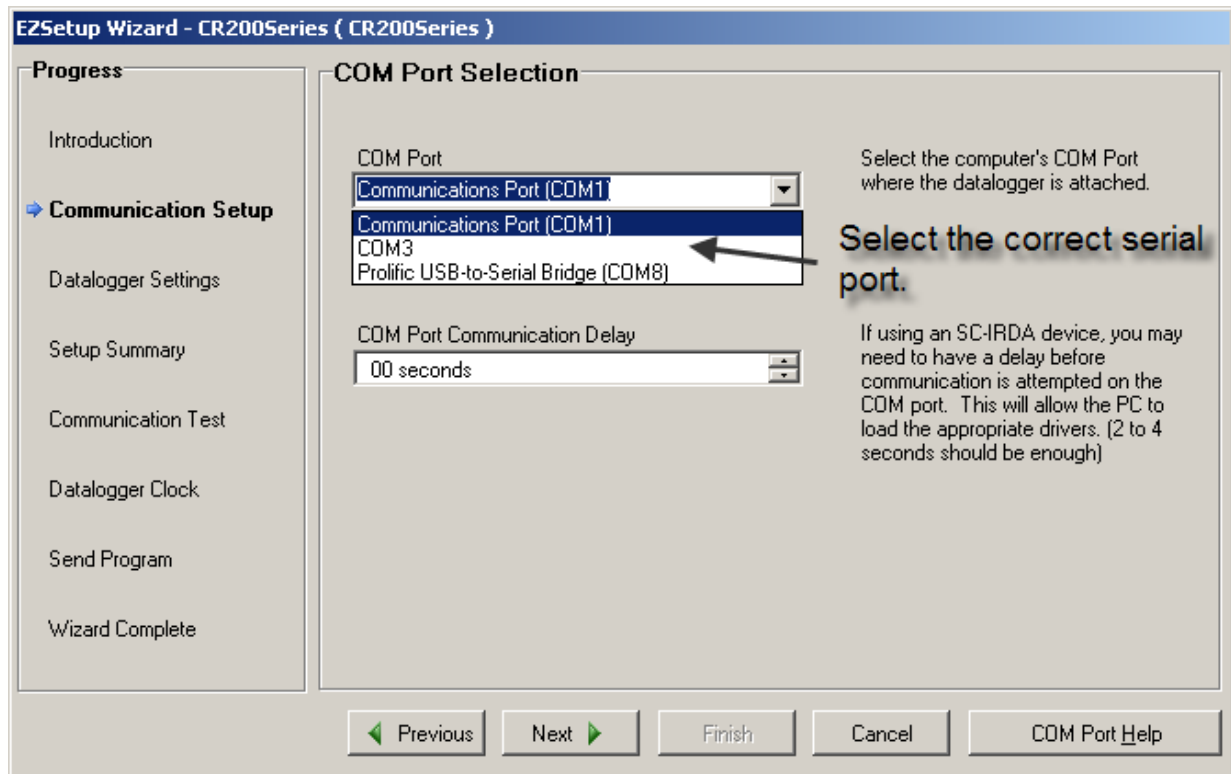 EZSetup Wizard - CR200Series ( CR200Series )
Progress
Introduction
Communication Setup
Datalogger Settings
Setup Summary
Communication Test
Datalogger Clock
Send Program
Wizard Complete
COM Port Selection
COM Port
Communications Port (COM1)
Communications Port (COM1)
COM3
Prolific USB-to-Serial Bridge (COM8)
Select the computer's COM Port
where the datalogger is attached.
Select the correct serial
port.
COM Port Communication Delay
00 seconds
If using an SC-IRDA device, you may
need to have a delay before
communication is attempted on the
COM port.  This will allow the PC to
load the appropriate drivers. (2 to 4
seconds should be enough)
Previous
Next
Finish
Cancel
COM Port Help